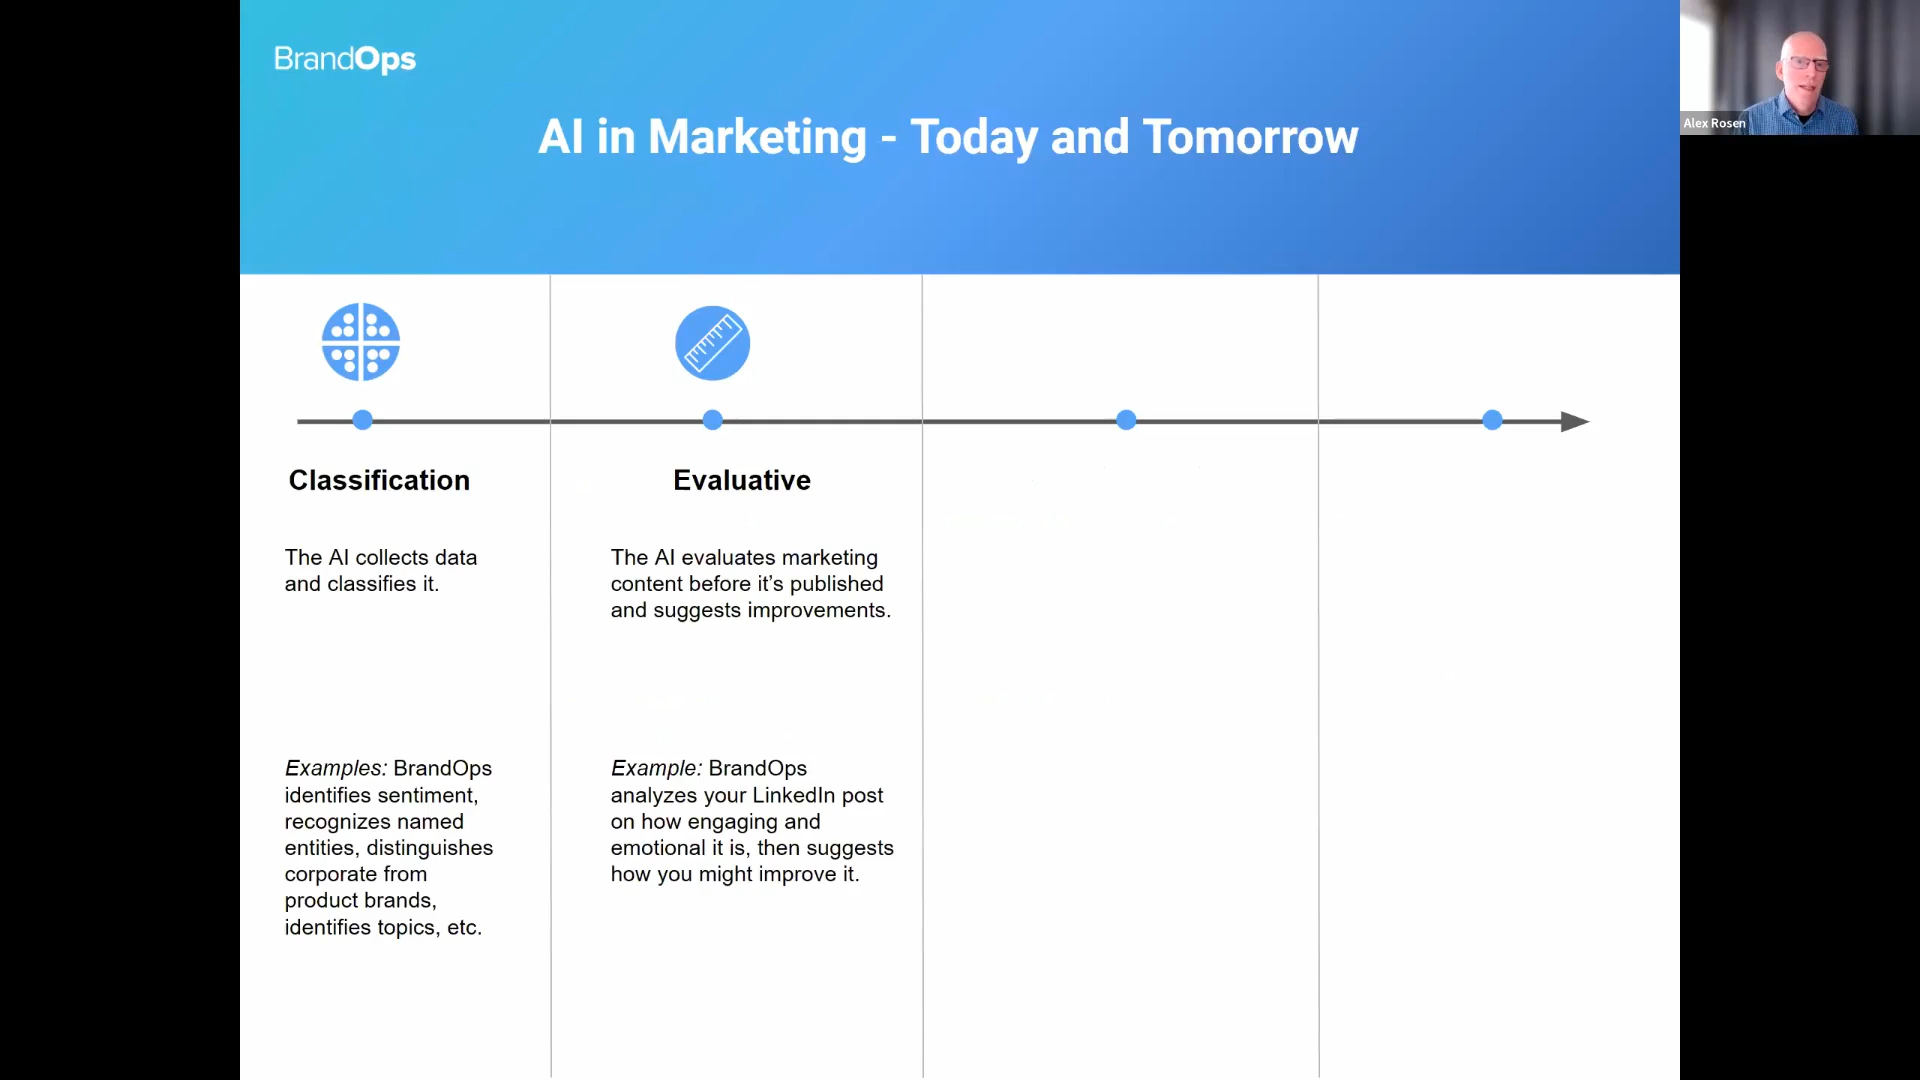 BrandOps
AI in Marketing - Today and Tomorrow
Alex Rosen
Classification
The AI collects data
and classifies it.
Examples: BrandOps
identifies sentiment,
recognizes named
entities, distinguishes
corporate from
product brands,
identifies topics, etc.
Evaluative
The AI evaluates marketing
content before it’s published
and suggests improvements.
Example: BrandOps
analyzes your LinkedIn post
on how engaging and
emotional it is, then suggests
how you might improve it.